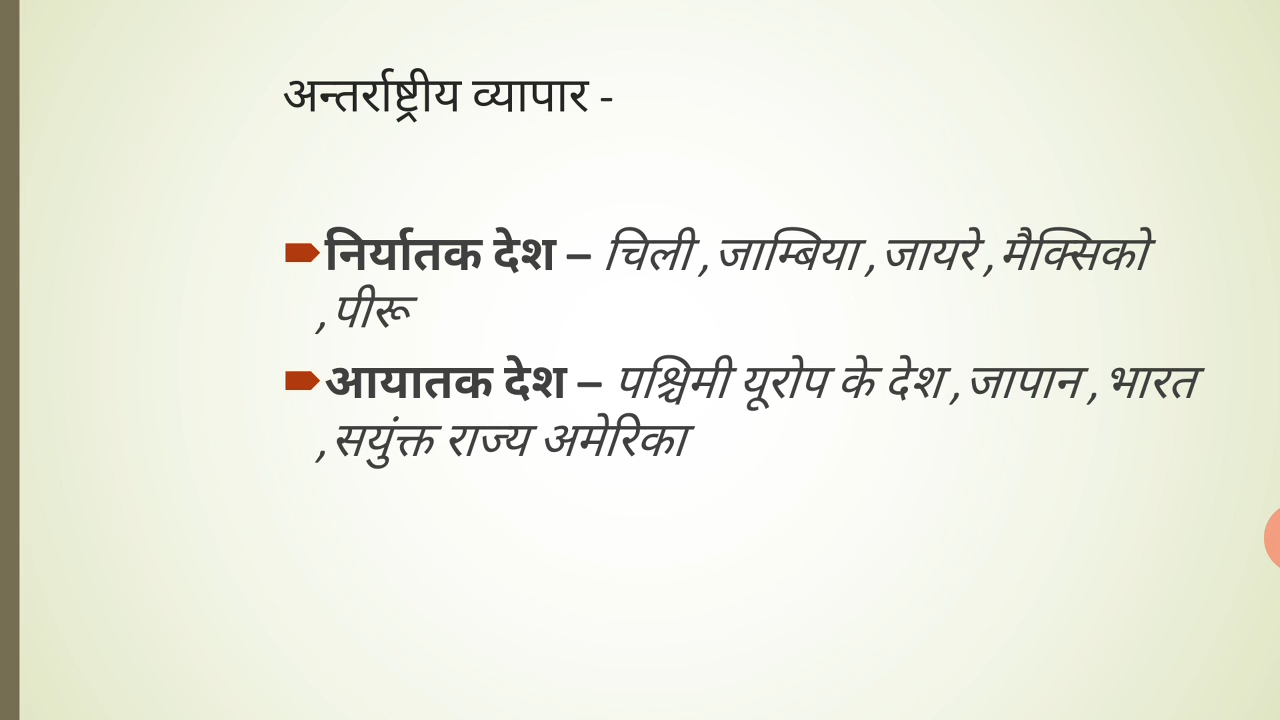 अन्तर्राष्ट्रीय व्यापार -
निर्यातक देश – चिली , जाम्बिया , जायरे , मैक्सिको
, पीरू
आयातक देश – पश्चिमी यूरोप के देश , जापान , भारत
, सयुंक्त राज्य अमेरिका